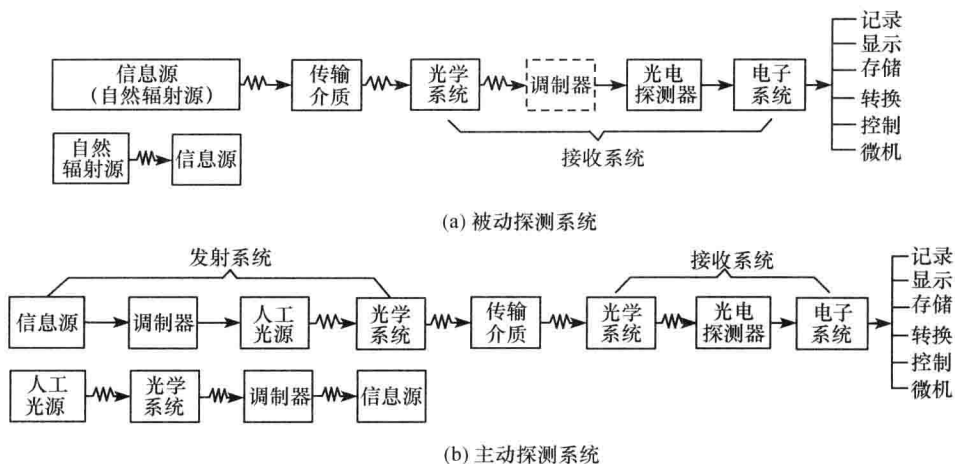 信息源
(自然辐射源)
传输
介质
光学
系统
调制器
光电
探测器
电子
系统
记录
显示
存储
转换
控制
微机
接收系统
自然
辐射源
信息源
(a) 被动探测系统
发射系统
接收系统
信息源
调制器
人工
光源
光学
系统
传输
介质
光学
系统
光电
探测器
电子
系统
记录
显示
存储
转换
控制
微机
人工
光源
光学
系统
调制器
信息源
(b) 主动探测系统